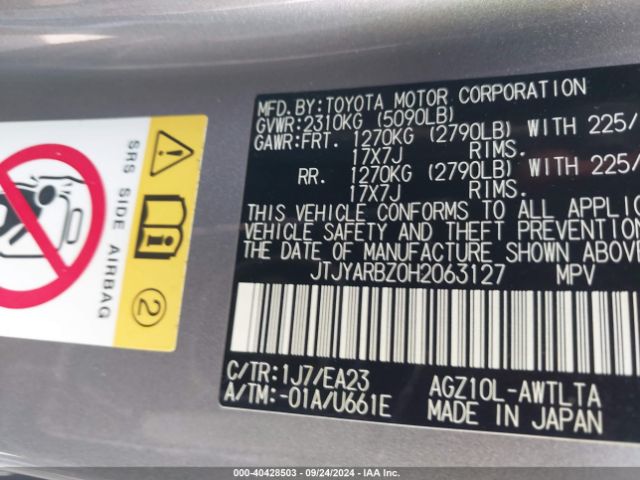 MFD.BY:TOYOTA MOTOR CORPORATION
GVWR:2310KG (5090LB)
GAWR:FRT. 1270KG (2790LB) WITH 225/
17X7J RIMS.
RR. 1270KG (2790LB) WITH 225/
17X7J RIMS.
THIS VEHICLE CONFORMS TO ALL APPLIC
VEHICLE SAFETY AND THEFT PREVENTION
THE DATE OF MANUFACTURE SHOWN ABOVE
JTJYARBZ0H2063127 MPV
C/TR:1J7/EA23 AGZ10L-AWTLTA
A/TM:-01A/U661E MADE IN JAPAN
SRS SIDE AIRBAG
2
000-40428503 | 09/24/2024 | IAA Inc.